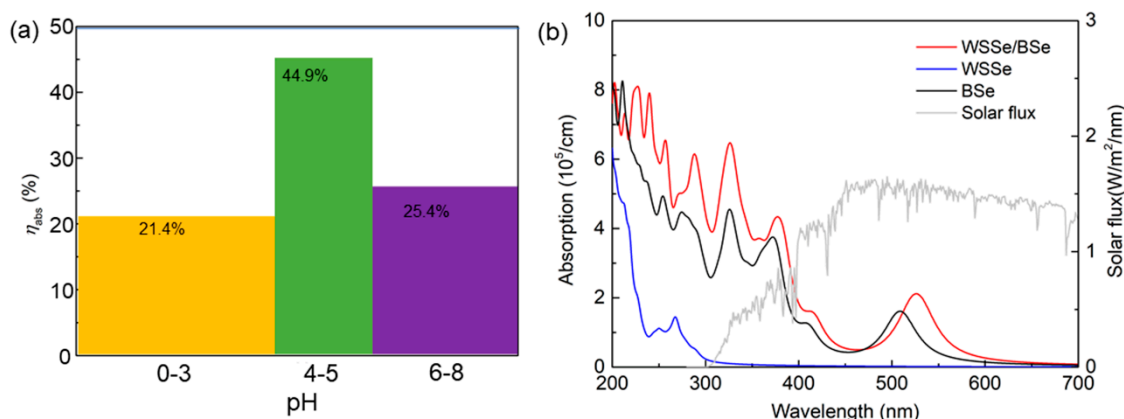 (a)
50
40
30
20
10
0
η_abs (%)
21.4%
44.9%
25.4%
0-3
4-5
6-8
pH
(b)
10
8
6
4
2
0
Absorption (10⁵/cm)
WSSe/BSe
WSSe
BSe
Solar flux
3
2
1
0
Solar flux(W/m²/nm)
200
300
400
500
600
700
Wavelength (nm)